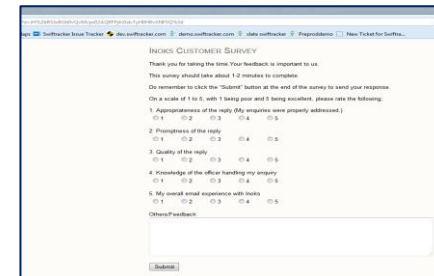 Swiftracker Issue Tracker dev.swiftracker.com demo.swiftracker.com Preproddemo New Ticket for Swiftra...
INOKS CUSTOMER SURVEY
Thank you for taking the time. Your feedback is important to us.
This survey should take about 1-2 minutes to complete
Do remember to click the "Submit" button at the end of the survey to send your response.
On a scale of 1 to 5, with 1 being poor and 5 being excellent, please rate the following:
1. Appropriateness of the reply (My enquiries were properly addressed.)
1 2 3 4 5
2. Promptness of the reply
1 2 3 4 5
3. Quality of the reply
1 2 3 4 5
4. Knowledge of the officer handling my enquiry
1 2 3 4 5
5. My overall email experience with Inoks
1 2 3 4 5
Others/Feedback
Submit